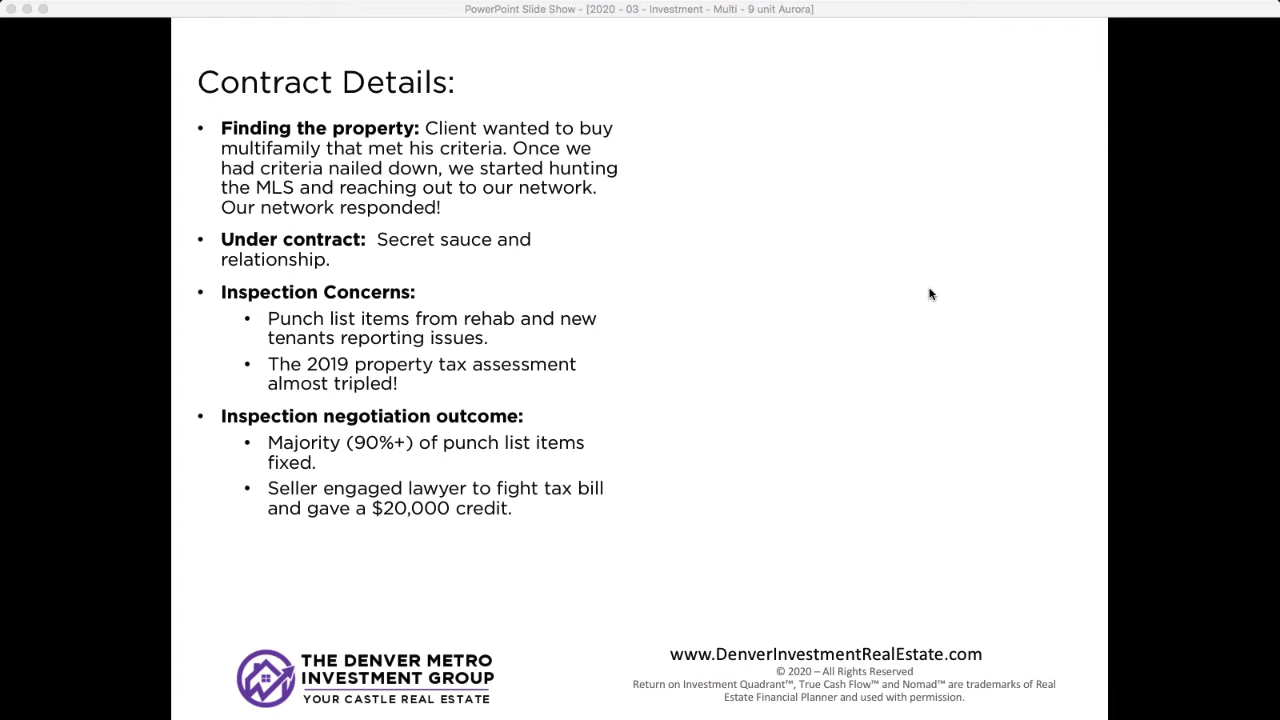 PowerPoint Slide Show - [2020 - 03 - Investment - Multi - 9 unit Aurora]
Contract Details:
• Finding the property: Client wanted to buy
multifamily that met his criteria. Once we
had criteria nailed down, we started hunting
the MLS and reaching out to our network.
Our network responded!
• Under contract:  Secret sauce and
relationship.
• Inspection Concerns:
• Punch list items from rehab and new
tenants reporting issues.
• The 2019 property tax assessment
almost tripled!
• Inspection negotiation outcome:
• Majority (90%+) of punch list items
fixed.
• Seller engaged lawyer to fight tax bill
and gave a $20,000 credit.
THE DENVER METRO
INVESTMENT GROUP
YOUR CASTLE REAL ESTATE
www.DenverInvestmentRealEstate.com
© 2020 – All Rights Reserved
Return on Investment Quadrant™, True Cash Flow™ and Nomad™ are trademarks of Real
Estate Financial Planner and used with permission.